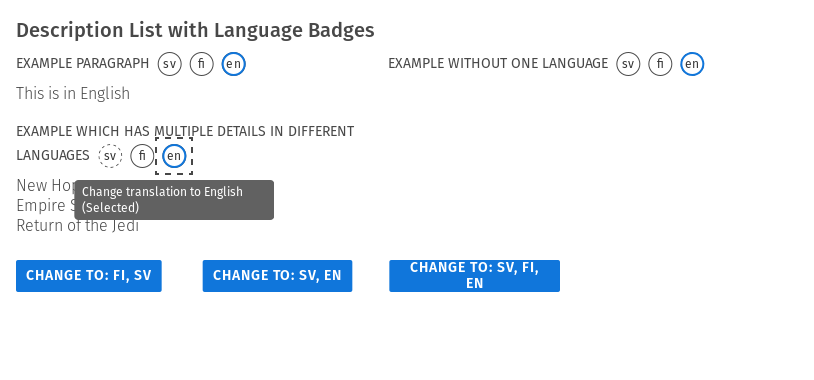 Description List with Language Badges
EXAMPLE PARAGRAPH sv fi en
This is in English
EXAMPLE WITHOUT ONE LANGUAGE sv fi en
EXAMPLE WHICH HAS MULTIPLE DETAILS IN DIFFERENT
LANGUAGES sv fi en
Change translation to English
(Selected)
New
Empire
Return of the Jedi
CHANGE TO: FI, SV
CHANGE TO: SV, EN
CHANGE TO: SV, FI,
EN